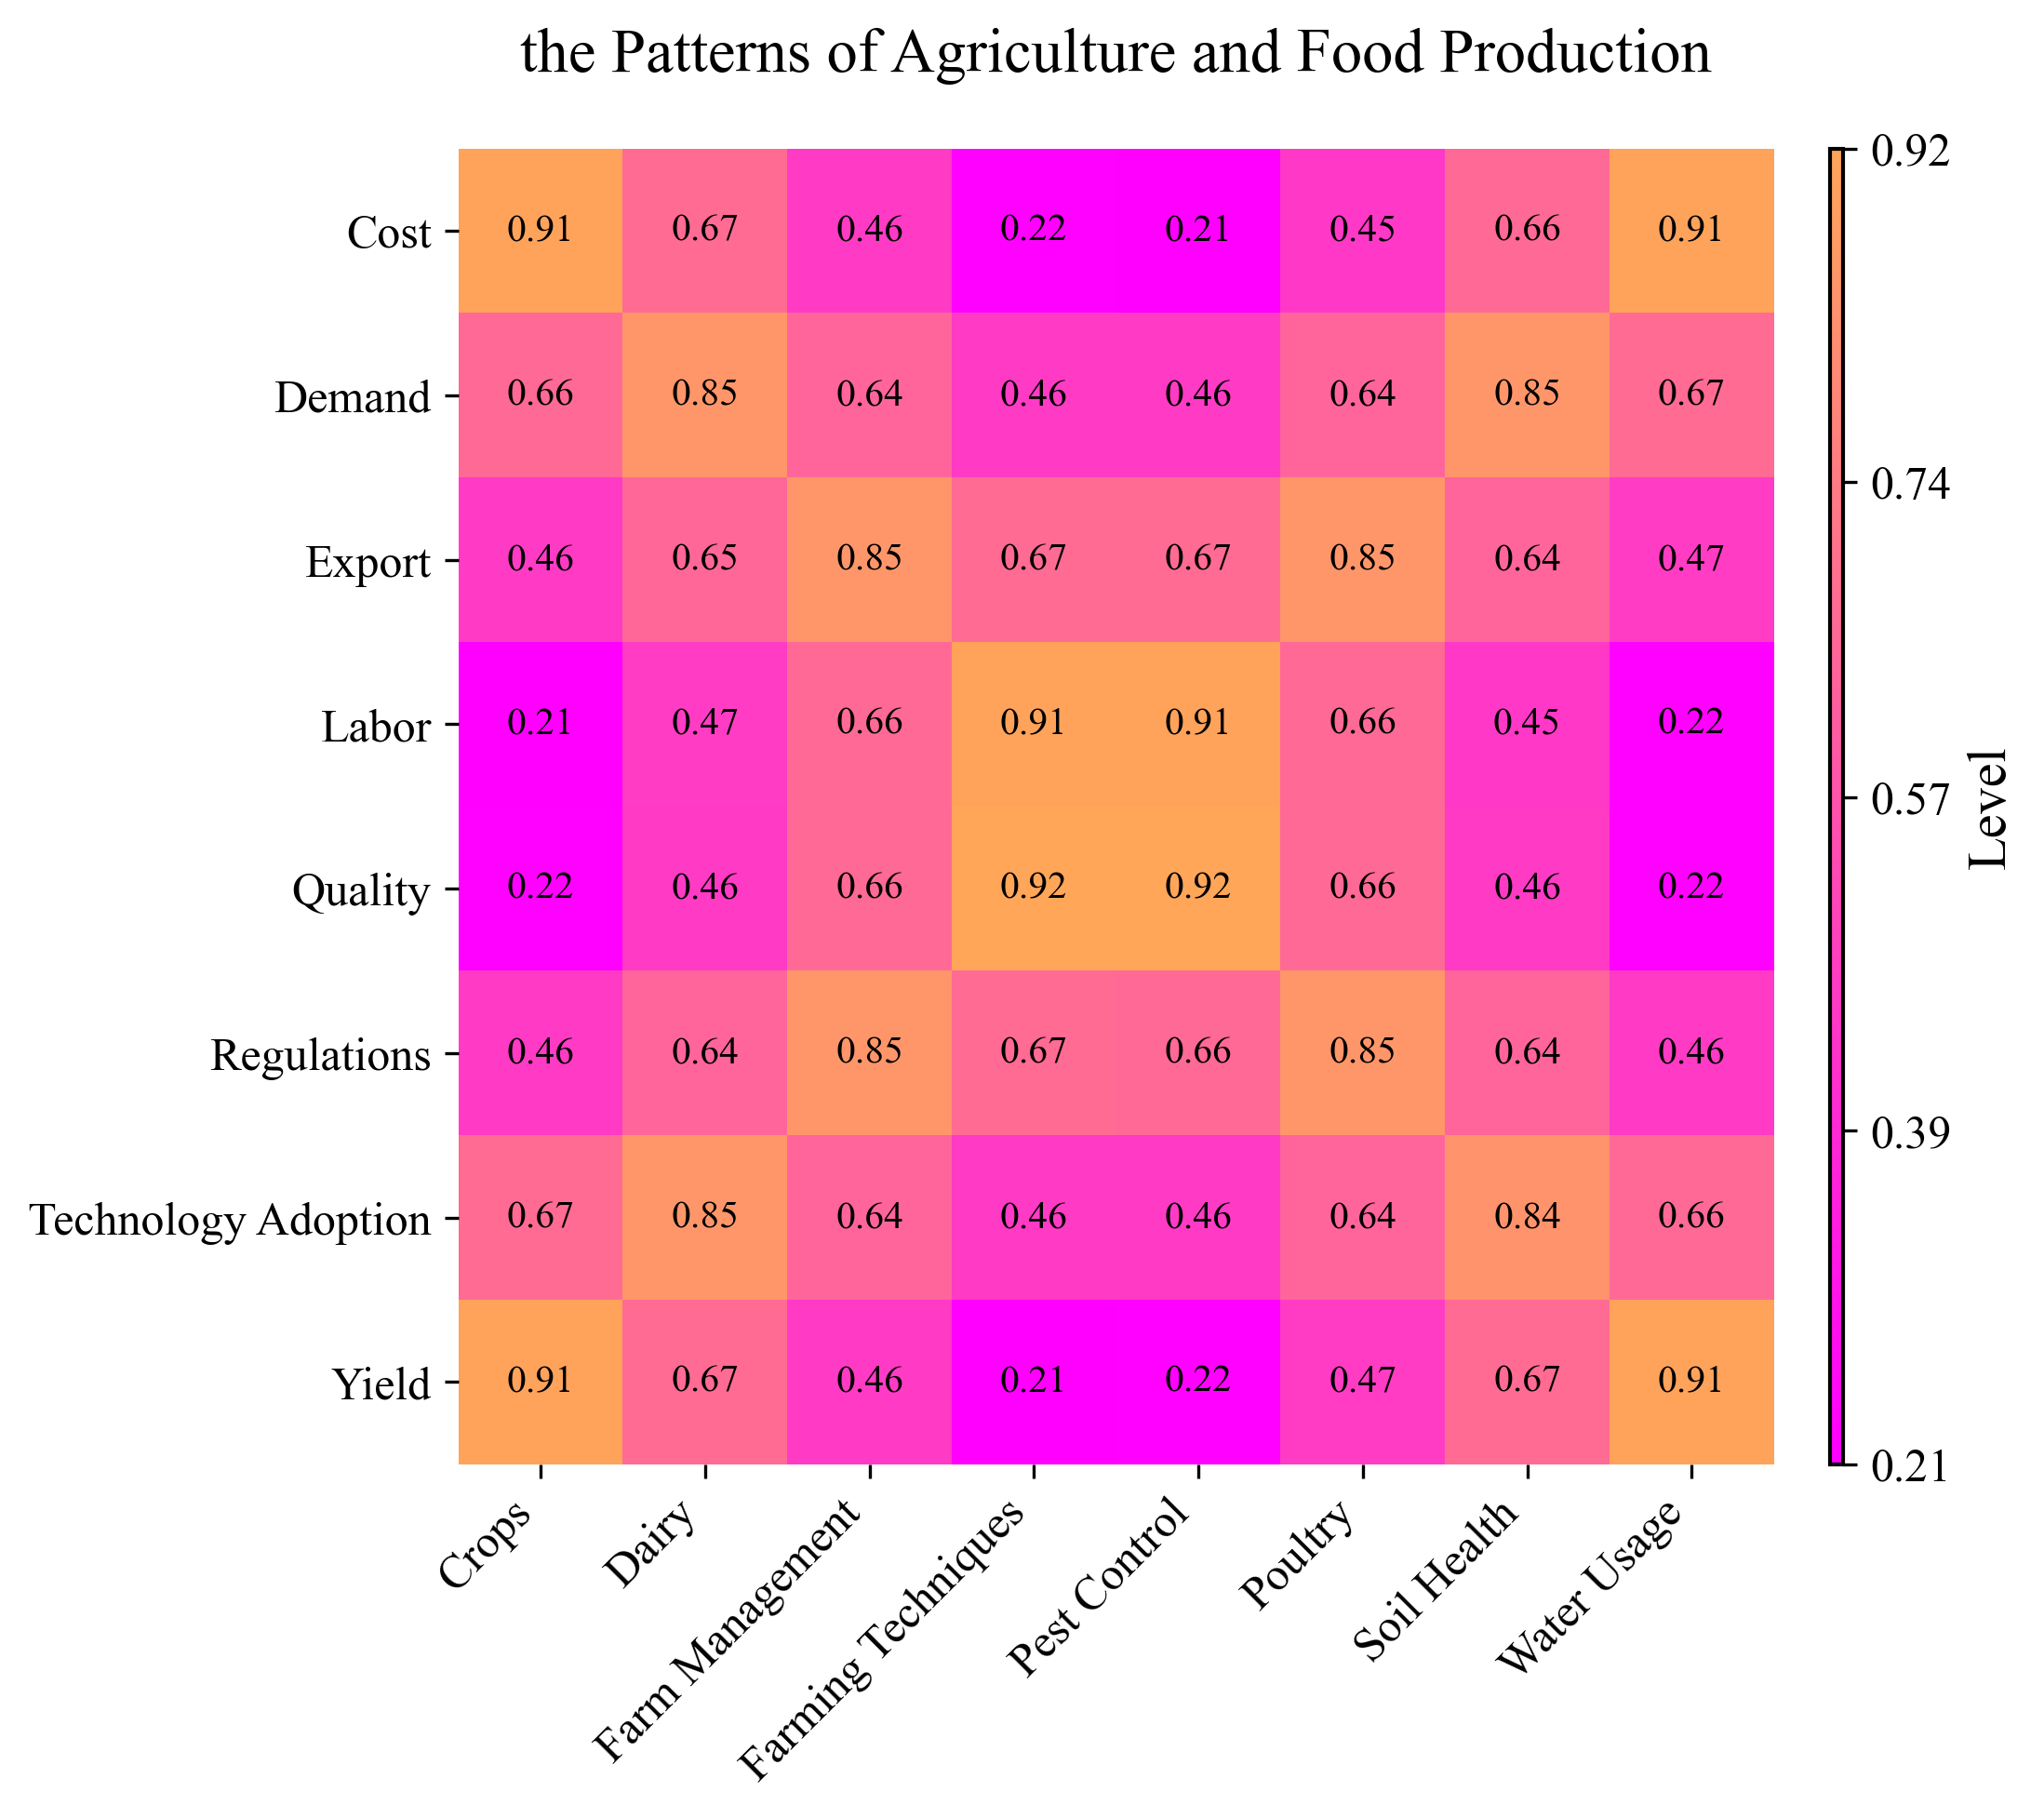 the Patterns of Agriculture and Food Production
Cost 0.91 0.67 0.46 0.22 0.21 0.45 0.66 0.91
Demand 0.66 0.85 0.64 0.46 0.46 0.64 0.85 0.67
Export 0.46 0.65 0.85 0.67 0.67 0.85 0.64 0.47
Labor 0.21 0.47 0.66 0.91 0.91 0.66 0.45 0.22
Quality 0.22 0.46 0.66 0.92 0.92 0.66 0.46 0.22
Regulations 0.46 0.64 0.85 0.67 0.66 0.85 0.64 0.46
Technology Adoption 0.67 0.85 0.64 0.46 0.46 0.64 0.84 0.66
Yield 0.91 0.67 0.46 0.21 0.22 0.47 0.67 0.91
Crops
Dairy
Farm Management
Farming Techniques
Pest Control
Poultry
Soil Health
Water Usage
0.92
0.74
0.57
0.39
0.21
Level